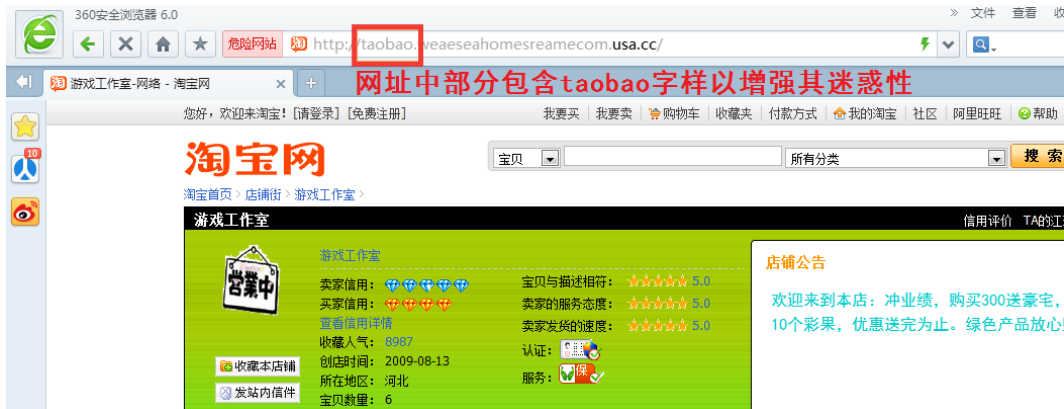 360安全浏览器 6.0
» 文件 查看 收
危险网站 http://taobao.weaeseahomesreamecom.usa.cc/
游戏工作室-网络 - 淘宝网
网址中部分包含taobao字样以增强其迷惑性
您好，欢迎来淘宝！[请登录] [免费注册] 我要买 我要卖 购物车 收藏夹 付款方式 我的淘宝 社区 阿里旺旺 帮助
10
淘宝网
宝贝 所有分类 搜 索
淘宝首页 > 店铺街 > 游戏工作室 >
游戏工作室 信用评价 TA的江
营業中
游戏工作室
卖家信用：
买家信用：
查看信用详情
收藏人气： 8987
创店时间： 2009-08-13
所在地区： 河北
宝贝数量： 6
收藏本店铺
发站内信件
宝贝与描述相符： 5.0
卖家的服务态度： 5.0
卖家发货的速度： 5.0
认证：
服务： 保
店铺公告
欢迎来到本店：冲业绩，购买300送豪宅，
10个彩果，优惠送完为止。绿色产品放心